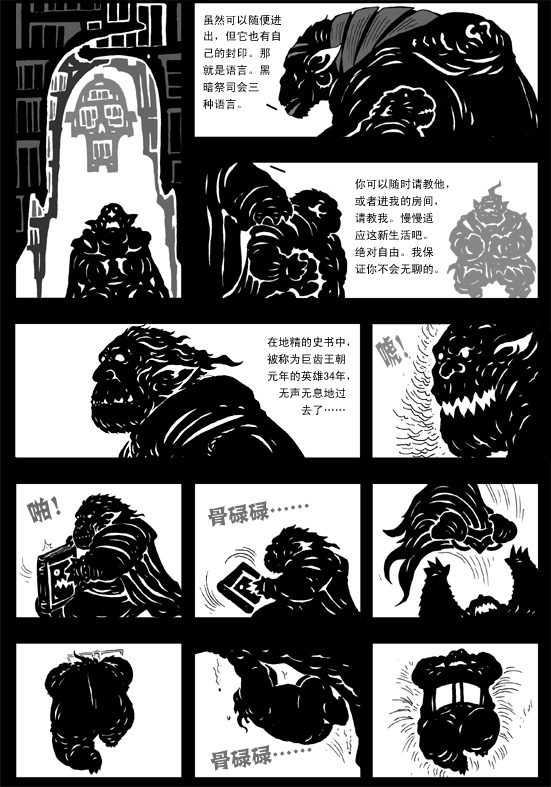 虽然可以随便进
出，但它也有自
己的封印。那
就是语言。黑
暗祭司会三
种语言。
你可以随时请教他，
或者进我的房间，
请教我。慢慢适
应这新生活吧。
绝对自由。我保
证你不会无聊的。
在地精的史书中，
被称为巨齿王朝
元年的英雄34年，
无声无息地过
去了……
唬！
啪！
骨碌碌……
骨碌碌……